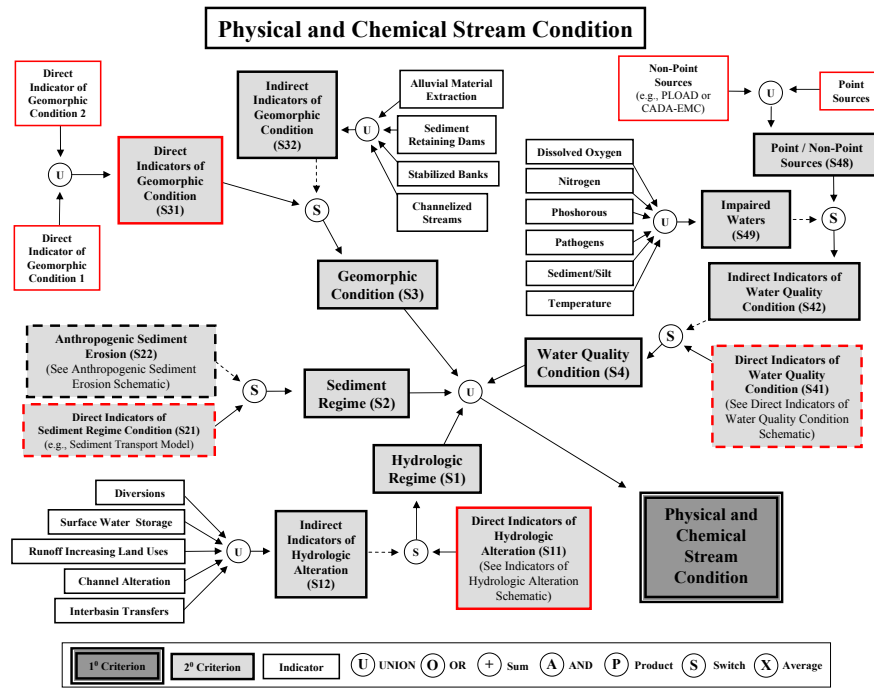 Physical and Chemical Stream Condition
Direct
Indicator of
Geomorphic
Condition 2
U
Direct
Indicator of
Geomorphic
Condition 1
Direct
Indicators of
Geomorphic
Condition
(S31)
Indirect
Indicators of
Geomorphic
Condition
(S32)
U
Alluvial Material
Extraction
Sediment
Retaining Dams
Stabilized Banks
Channelized
Streams
S
Geomorphic
Condition (S3)
Non-Point
Sources
(e.g., PLOAD or
CADA-EMC)
U
Point
Sources
Point / Non-Point
Sources (S48)
Dissolved Oxygen
Nitrogen
Phoshorous
Pathogens
Sediment/Silt
Temperature
U
Impaired
Waters
(S49)
S
Indirect Indicators of
Water Quality
Condition (S42)
S
Water Quality
Condition (S4)
Direct Indicators of
Water Quality
Condition (S41)
(See Direct Indicators of
Water Quality Condition
Schematic)
Anthropogenic Sediment
Erosion (S22)
(See Anthropogenic Sediment
Erosion Schematic)
Direct Indicators of
Sediment Regime Condition (S21)
(e.g., Sediment Transport Model)
S
Sediment
Regime (S2)
U
Hydrologic
Regime (S1)
Diversions
Surface Water Storage
Runoff Increasing Land Uses
Channel Alteration
Interbasin Transfers
U
Indirect
Indicators of
Hydrologic
Alteration
(S12)
S
Direct Indicators of
Hydrologic
Alteration (S11)
(See Indicators of
Hydrologic Alteration
Schematic)
Physical and
Chemical
Stream
Condition
1⁰ Criterion
2⁰ Criterion
Indicator
U UNION
O OR
+ Sum
A AND
P Product
S Switch
X Average